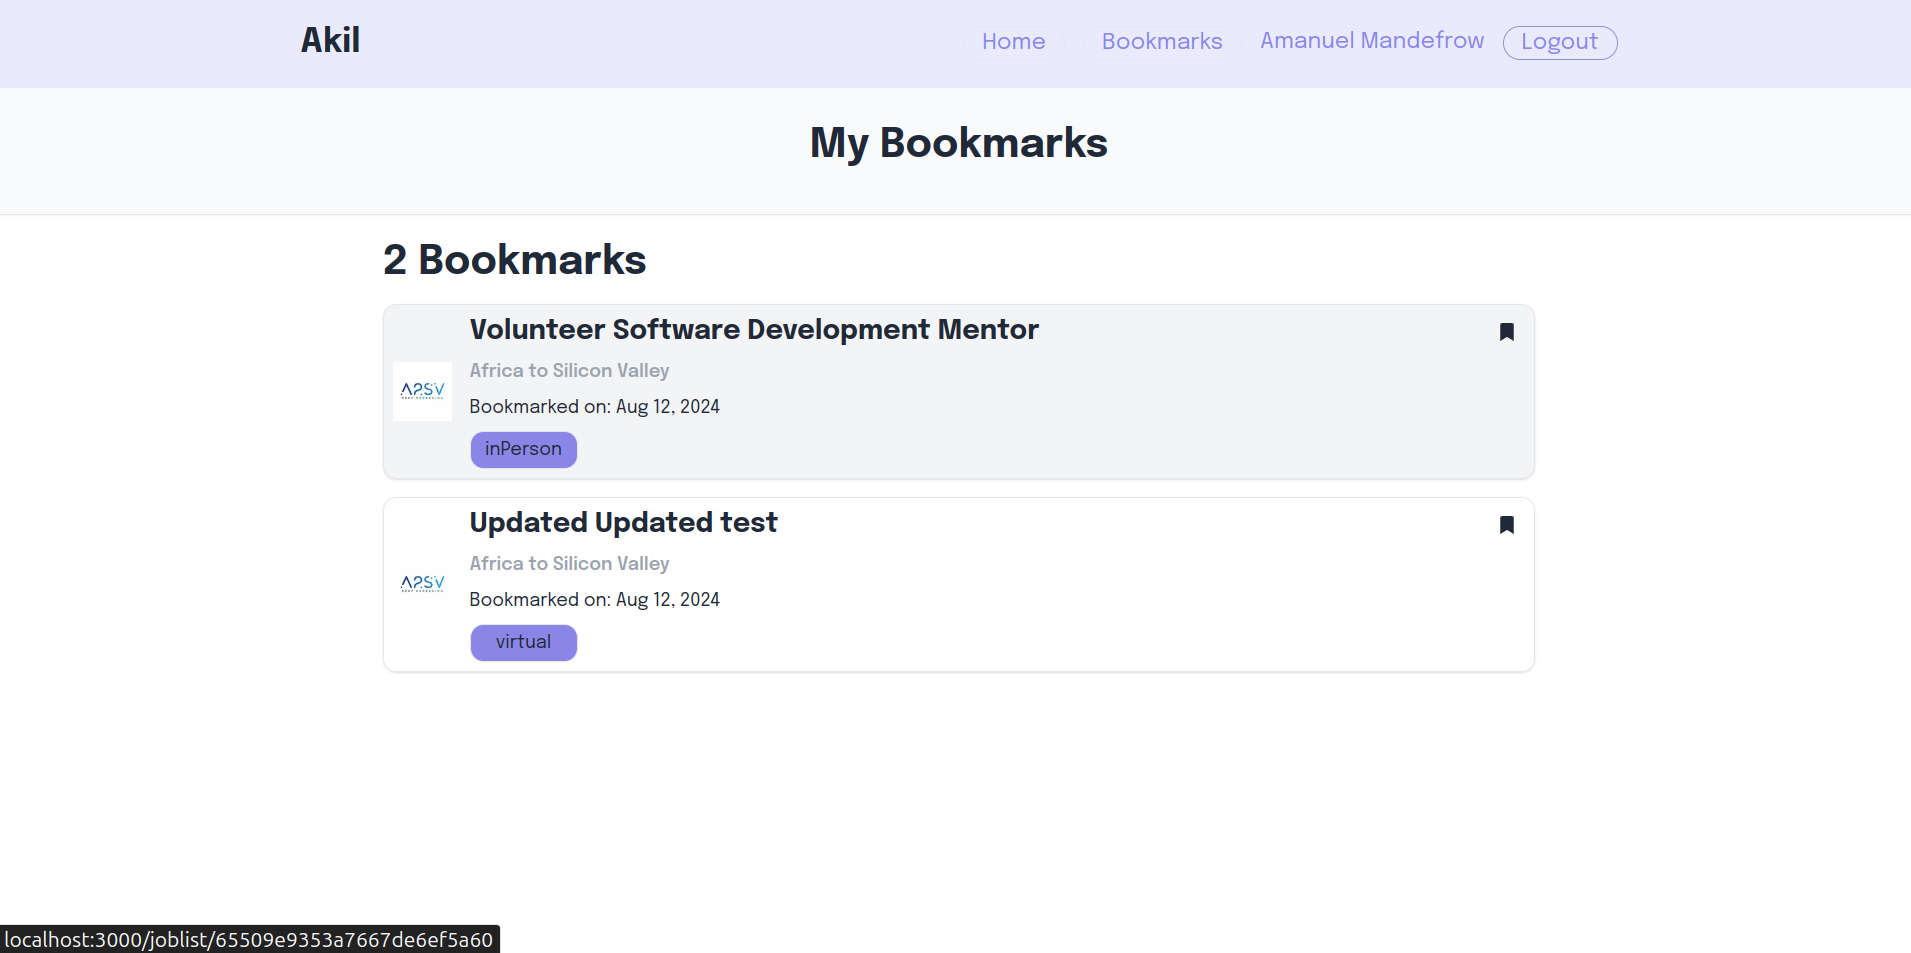 Akil
Home Bookmarks Amanuel Mandefrow Logout
My Bookmarks
2 Bookmarks
Volunteer Software Development Mentor
Africa to Silicon Valley
A2SV
Bookmarked on: Aug 12, 2024
inPerson
Updated Updated test
Africa to Silicon Valley
A2SV
Bookmarked on: Aug 12, 2024
virtual
localhost:3000/joblist/65509e9353a7667de6ef5a60